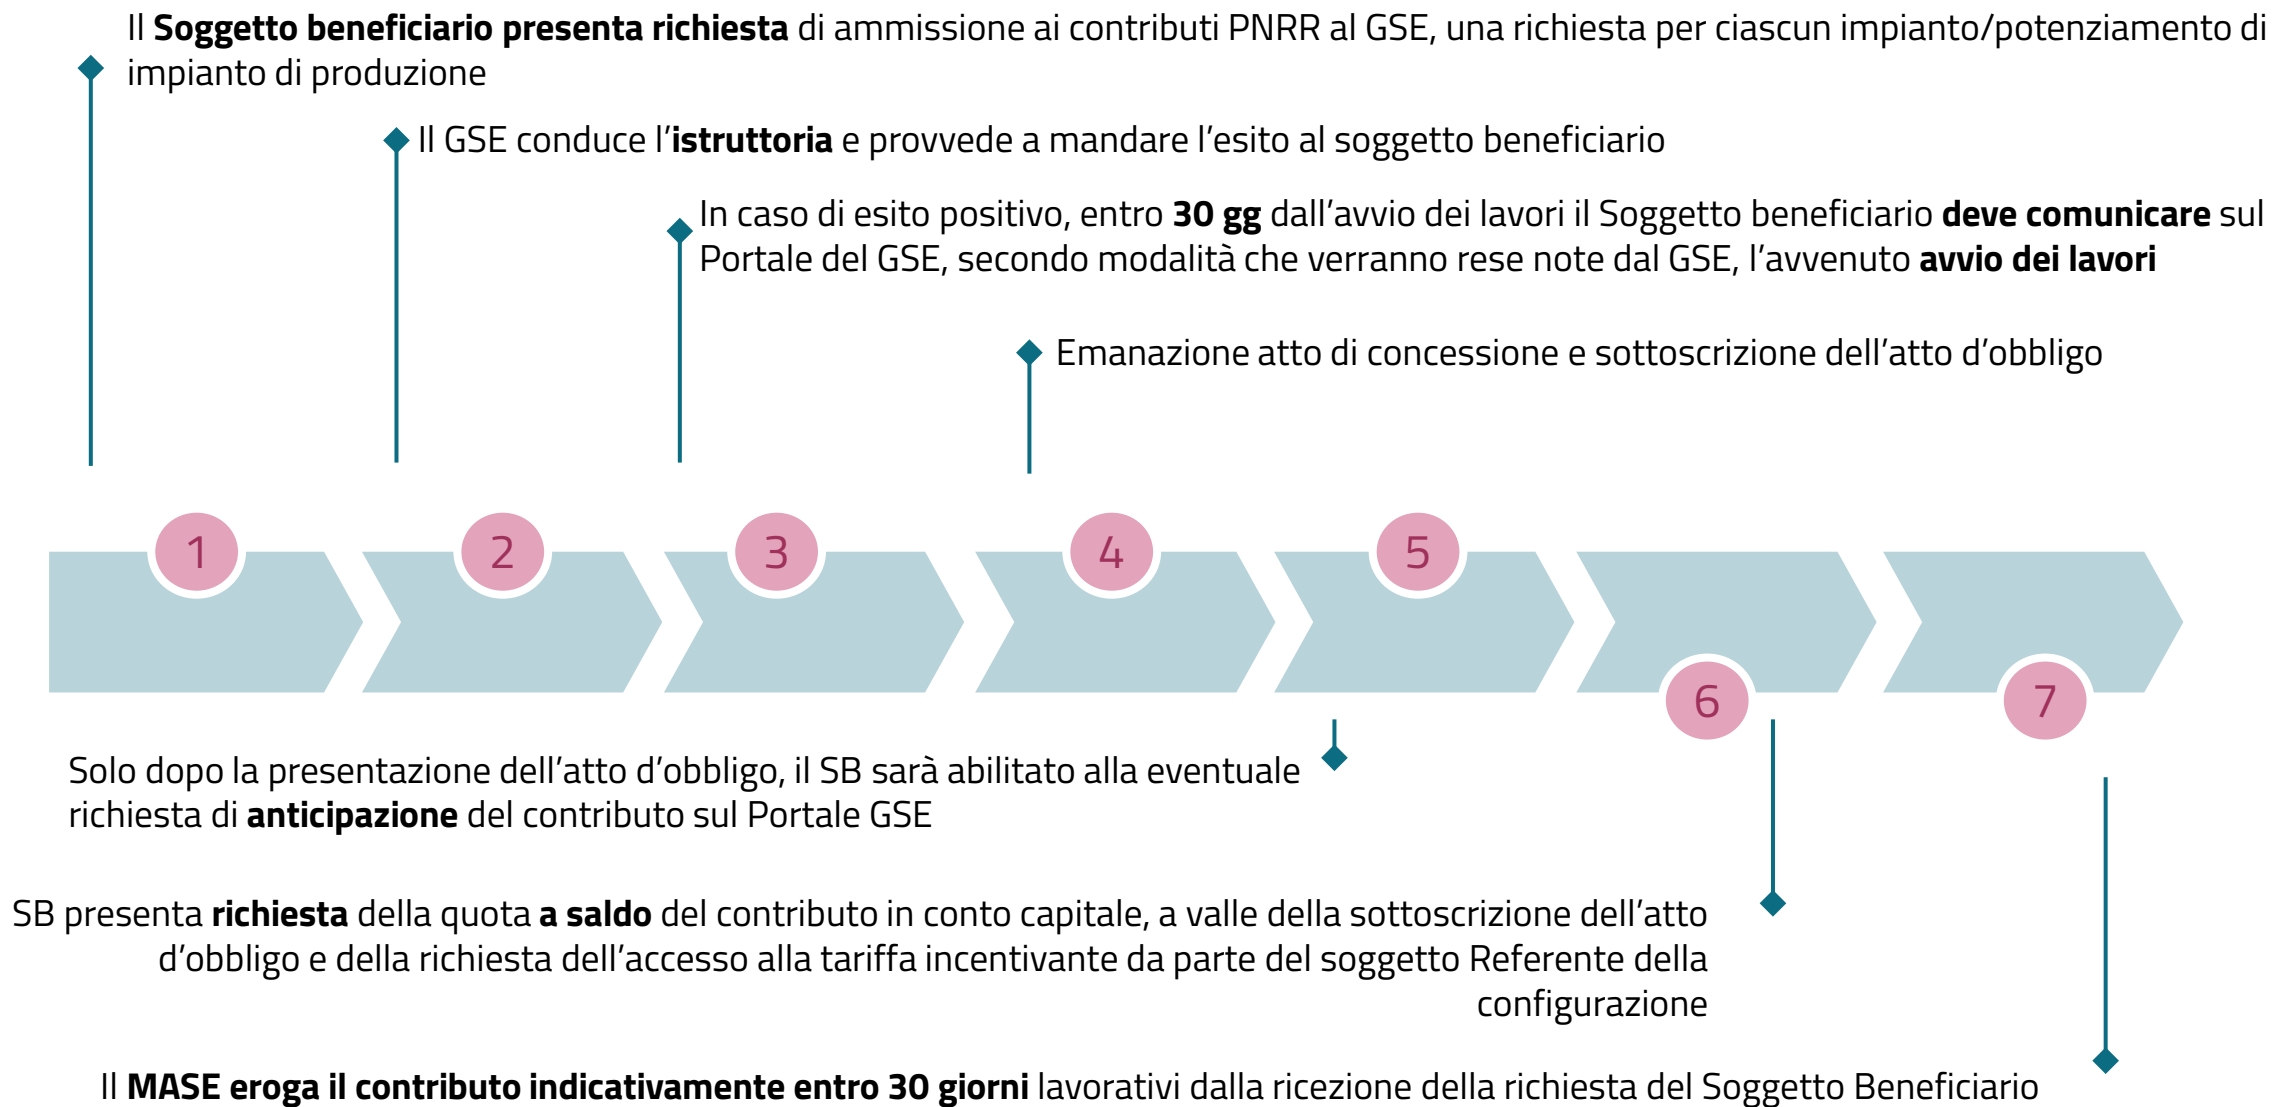 Il Soggetto beneficiario presenta richiesta di ammissione ai contributi PNRR al GSE, una richiesta per ciascun impianto/potenziamento di
impianto di produzione
Il GSE conduce l’istruttoria e provvede a mandare l’esito al soggetto beneficiario
In caso di esito positivo, entro 30 gg dall’avvio dei lavori il Soggetto beneficiario deve comunicare sul
Portale del GSE, secondo modalità che verranno rese note dal GSE, l’avvenuto avvio dei lavori
Emanazione atto di concessione e sottoscrizione dell’atto d’obbligo
1
2
3
4
5
6
7
Solo dopo la presentazione dell’atto d’obbligo, il SB sarà abilitato alla eventuale
richiesta di anticipazione del contributo sul Portale GSE
SB presenta richiesta della quota a saldo del contributo in conto capitale, a valle della sottoscrizione dell’atto
d’obbligo e della richiesta dell’accesso alla tariffa incentivante da parte del soggetto Referente della
configurazione
Il MASE eroga il contributo indicativamente entro 30 giorni lavorativi dalla ricezione della richiesta del Soggetto Beneficiario